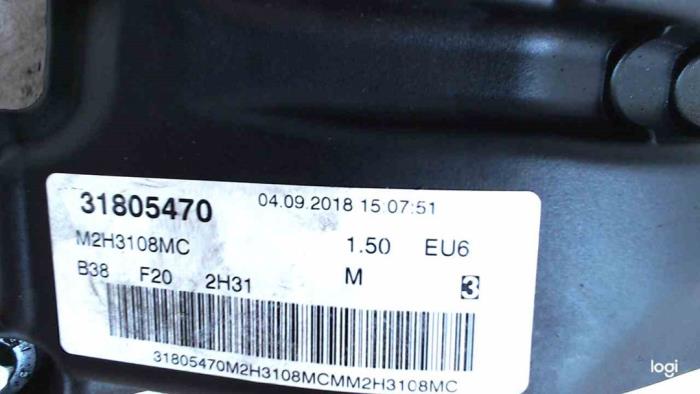 31805470 04.09.2018 15:07:51
M2H3108MC 1.50 EU6
B38 F20 2H31 M 3
31805470M2H3108MCMM2H3108MC
logi